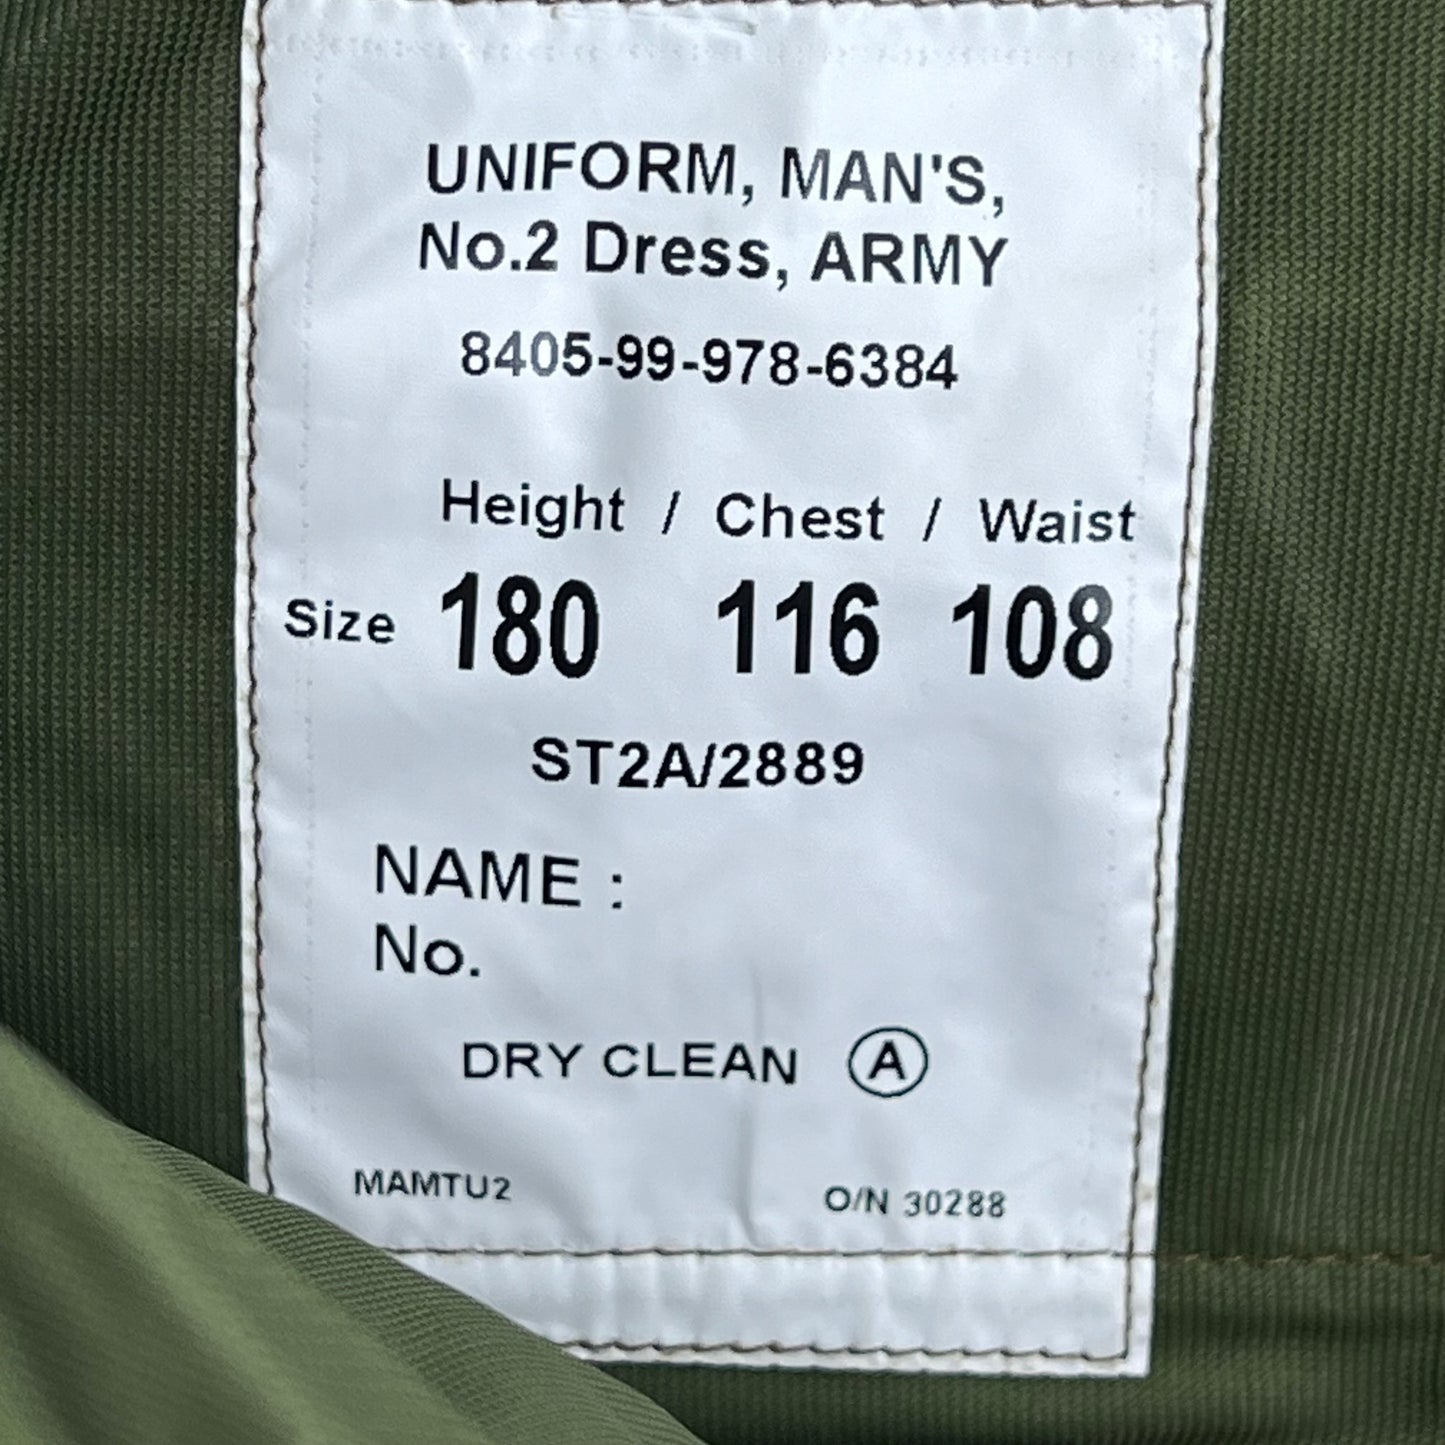 UNIFORM, MAN'S,
No.2 Dress, ARMY
8405-99-978-6384
Height / Chest / Waist
Size 180 116 108
ST2A/2889
NAME :
No.
DRY CLEAN A
MAMTU2 O/N 30288